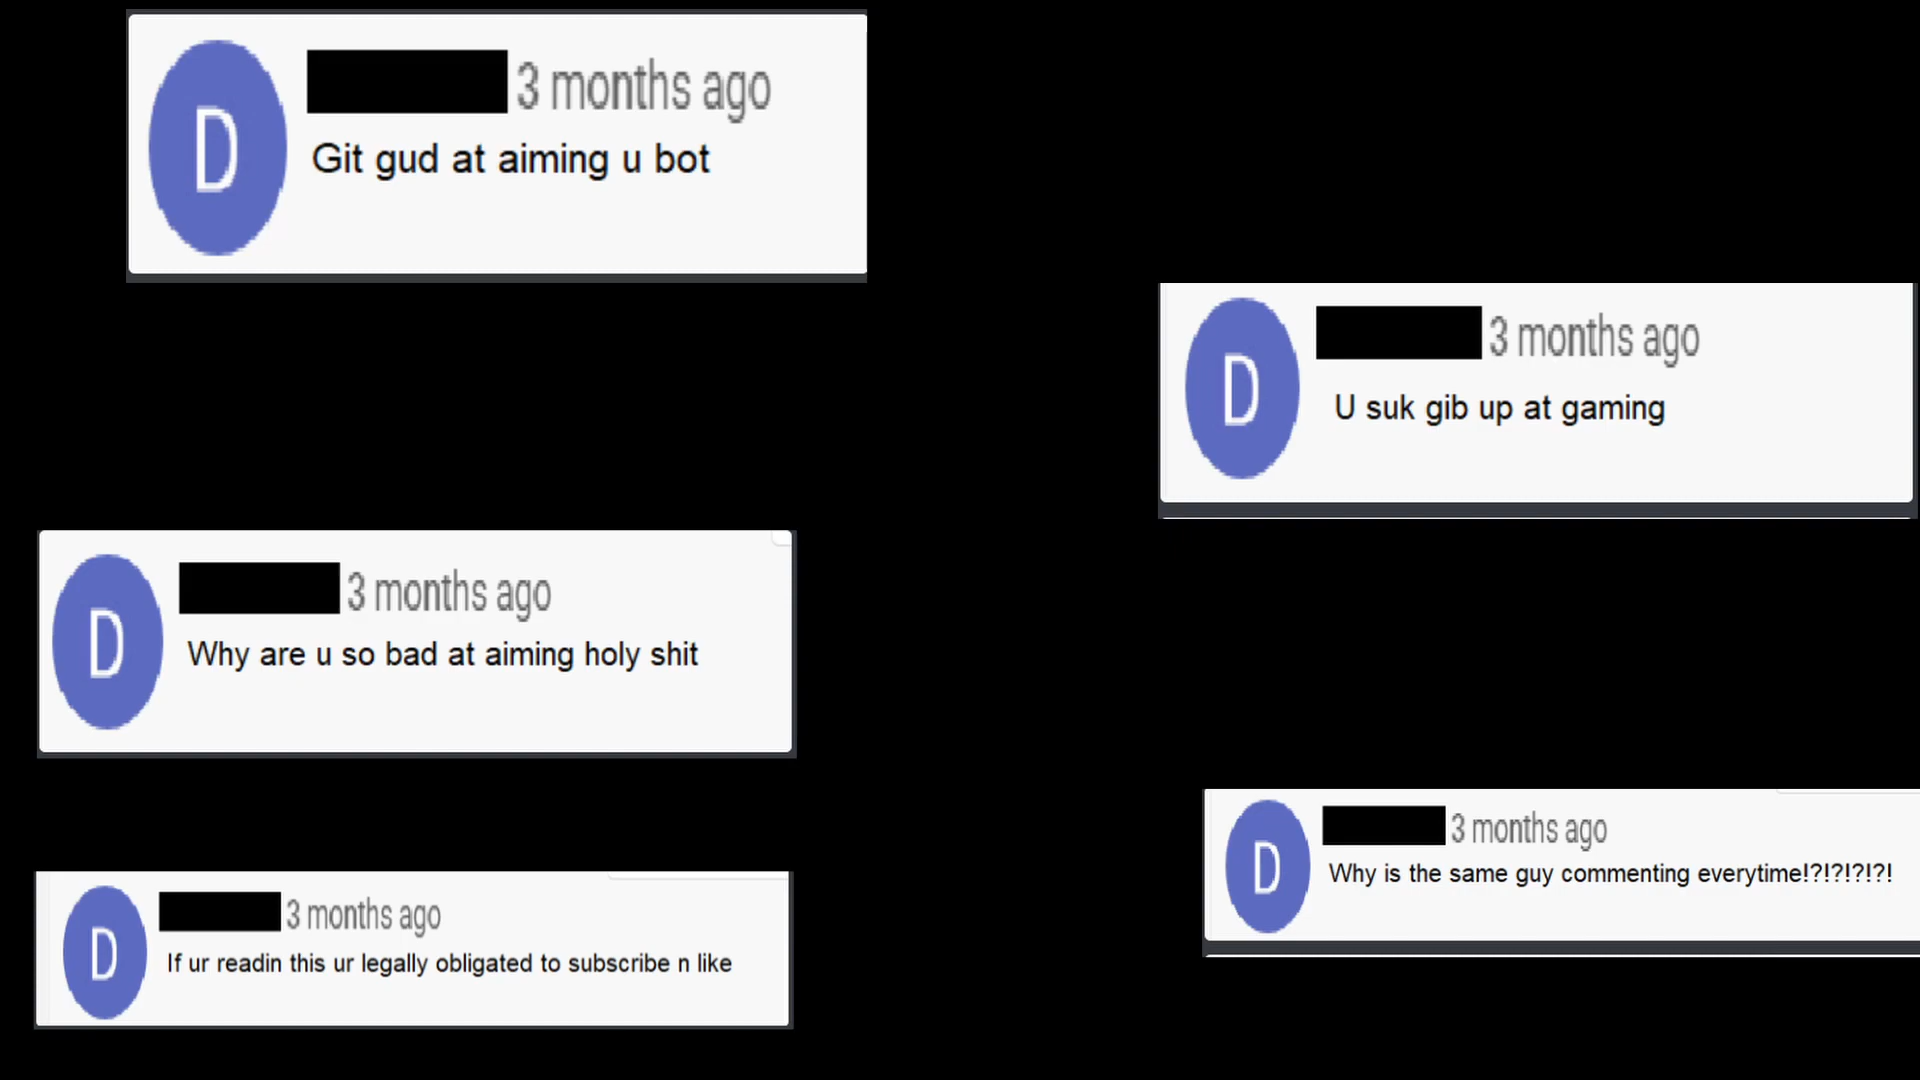 D
3 months ago
Git gud at aiming u bot
D
3 months ago
U suk gib up at gaming
D
3 months ago
Why are u so bad at aiming holy shit
D
3 months ago
Why is the same guy commenting everytime!?!?!?!?!
D
3 months ago
If ur readin this ur legally obligated to subscribe n like